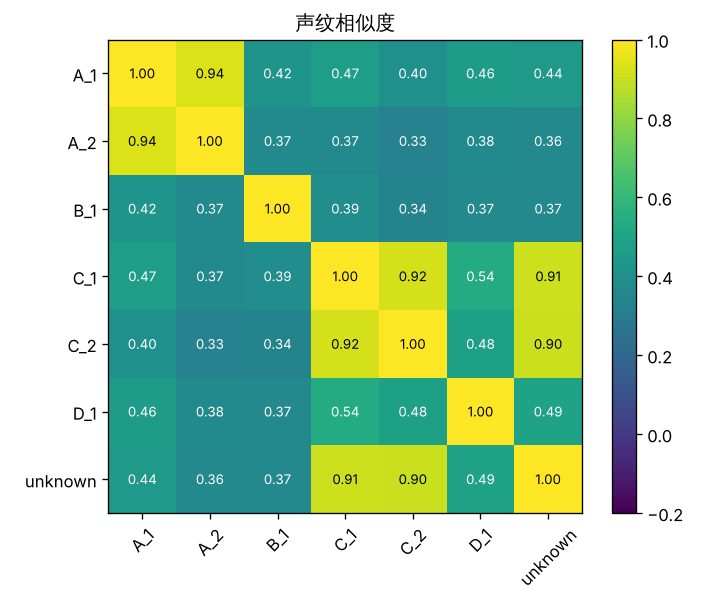 声纹相似度
A_1 1.00 0.94 0.42 0.47 0.40 0.46 0.44
A_2 0.94 1.00 0.37 0.37 0.33 0.38 0.36
B_1 0.42 0.37 1.00 0.39 0.34 0.37 0.37
C_1 0.47 0.37 0.39 1.00 0.92 0.54 0.91
C_2 0.40 0.33 0.34 0.92 1.00 0.48 0.90
D_1 0.46 0.38 0.37 0.54 0.48 1.00 0.49
unknown 0.44 0.36 0.37 0.91 0.90 0.49 1.00
A_1 A_2 B_1 C_1 C_2 D_1 unknown
1.0
0.8
0.6
0.4
0.2
0.0
−0.2